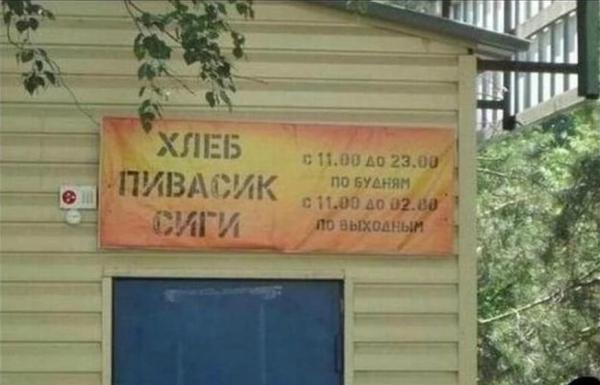 ХЛЕБ
ПИВАСИК
СИГИ
С 11.00 ДО 23.00
ПО БУДНЯМ
С 11.00 ДО 02.00
ПО ВЫХОДНЫМ